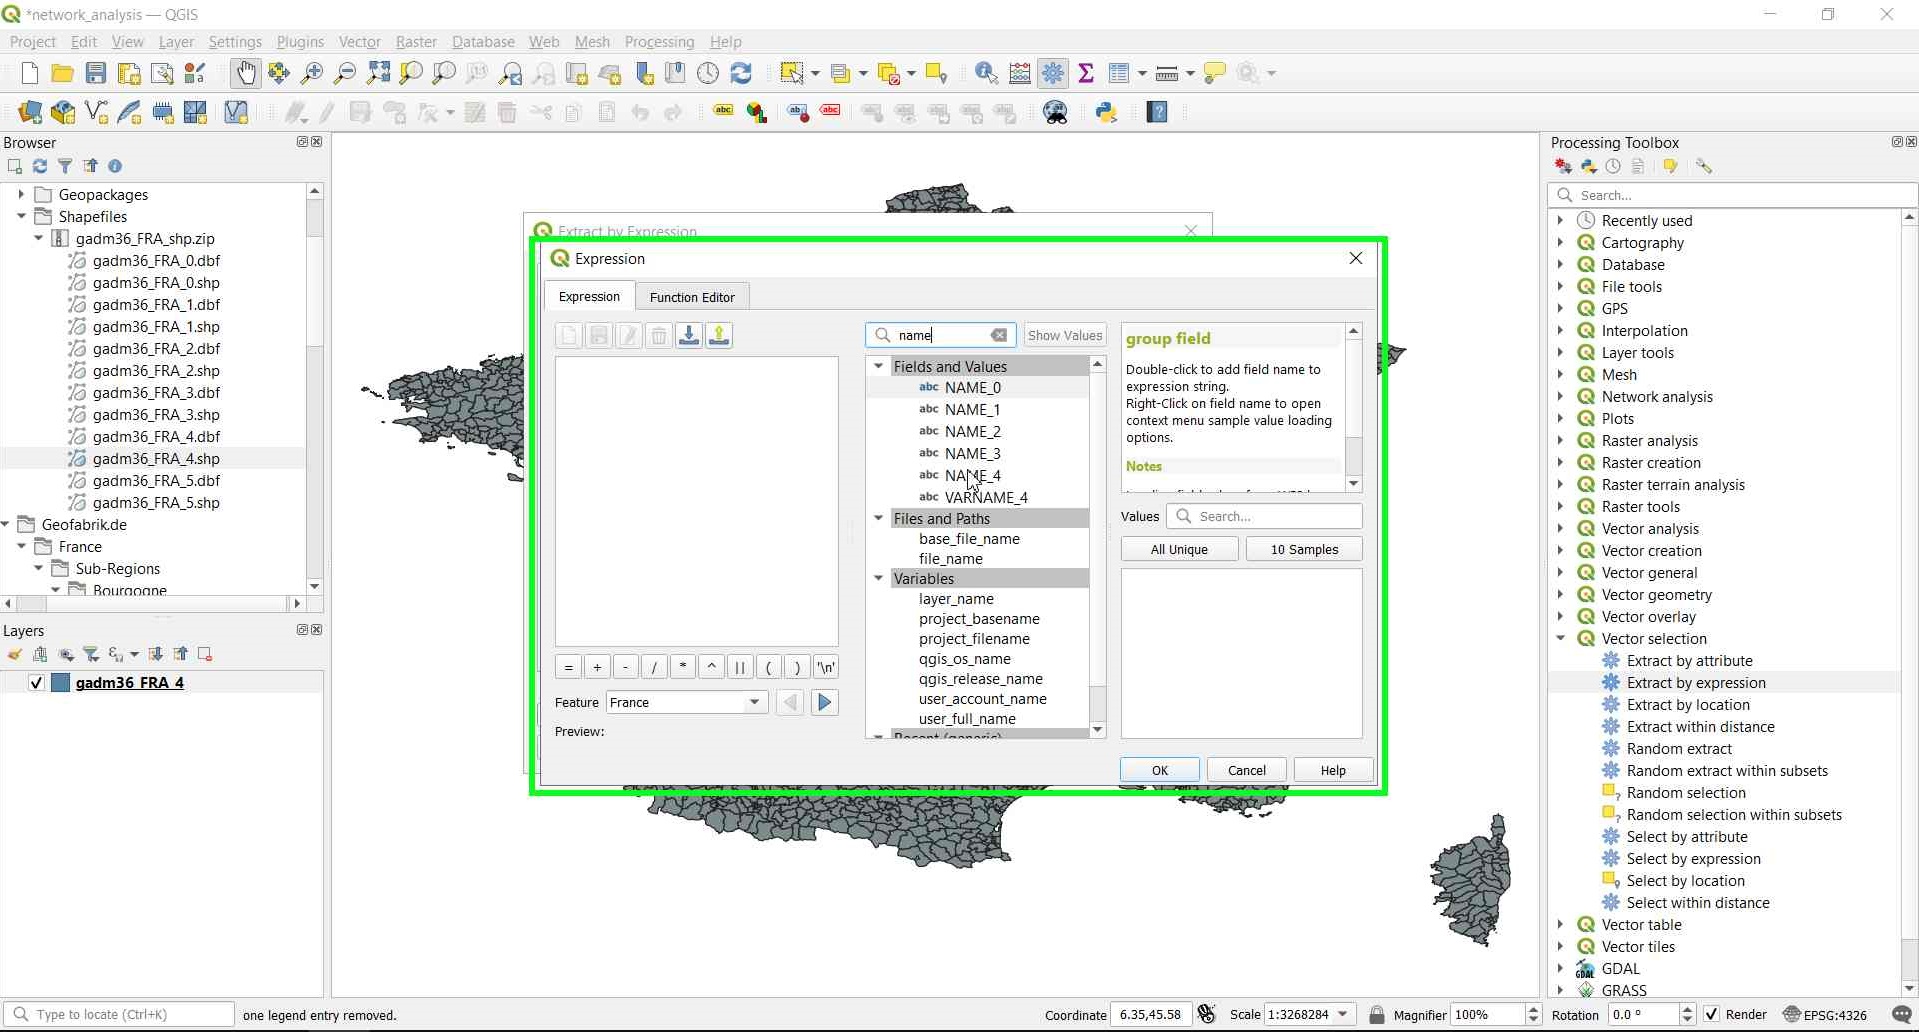 *network_analysis — QGIS
Project Edit View Layer Settings Plugins Vector Raster Database Web Mesh Processing Help
Browser
Geopackages
Shapefiles
gadm36_FRA_shp.zip
gadm36_FRA_0.dbf
gadm36_FRA_0.shp
gadm36_FRA_1.dbf
gadm36_FRA_1.shp
gadm36_FRA_2.dbf
gadm36_FRA_2.shp
gadm36_FRA_3.dbf
gadm36_FRA_3.shp
gadm36_FRA_4.dbf
gadm36_FRA_4.shp
gadm36_FRA_5.dbf
gadm36_FRA_5.shp
Geofabrik.de
France
Sub-Regions
Bourgogne
Layers
gadm36 FRA 4
Extract by Expression
Expression
Expression Function Editor
name Show Values
Fields and Values
abc NAME_0
abc NAME_1
abc NAME_2
abc NAME_3
abc NAME_4
abc VARNAME_4
Files and Paths
base_file_name
file_name
Variables
layer_name
project_basename
project_filename
qgis_os_name
qgis_release_name
user_account_name
user_full_name
Recent (generic)
= + - / * ^ || ( ) '\n'
Feature France
Preview:
group field
Double-click to add field name to
expression string.
Right-Click on field name to open
context menu sample value loading
options.
Notes
Values Search...
All Unique 10 Samples
OK Cancel Help
Processing Toolbox
Search...
Recently used
Cartography
Database
File tools
GPS
Interpolation
Layer tools
Mesh
Network analysis
Plots
Raster analysis
Raster creation
Raster terrain analysis
Raster tools
Vector analysis
Vector creation
Vector general
Vector geometry
Vector overlay
Vector selection
Extract by attribute
Extract by expression
Extract by location
Extract within distance
Random extract
Random extract within subsets
Random selection
Random selection within subsets
Select by attribute
Select by expression
Select by location
Select within distance
Vector table
Vector tiles
GDAL
GRASS
Type to locate (Ctrl+K) one legend entry removed. Coordinate 6.35,45.58 Scale 1:3268284 Magnifier 100% Rotation 0.0 ° Render EPSG:4326